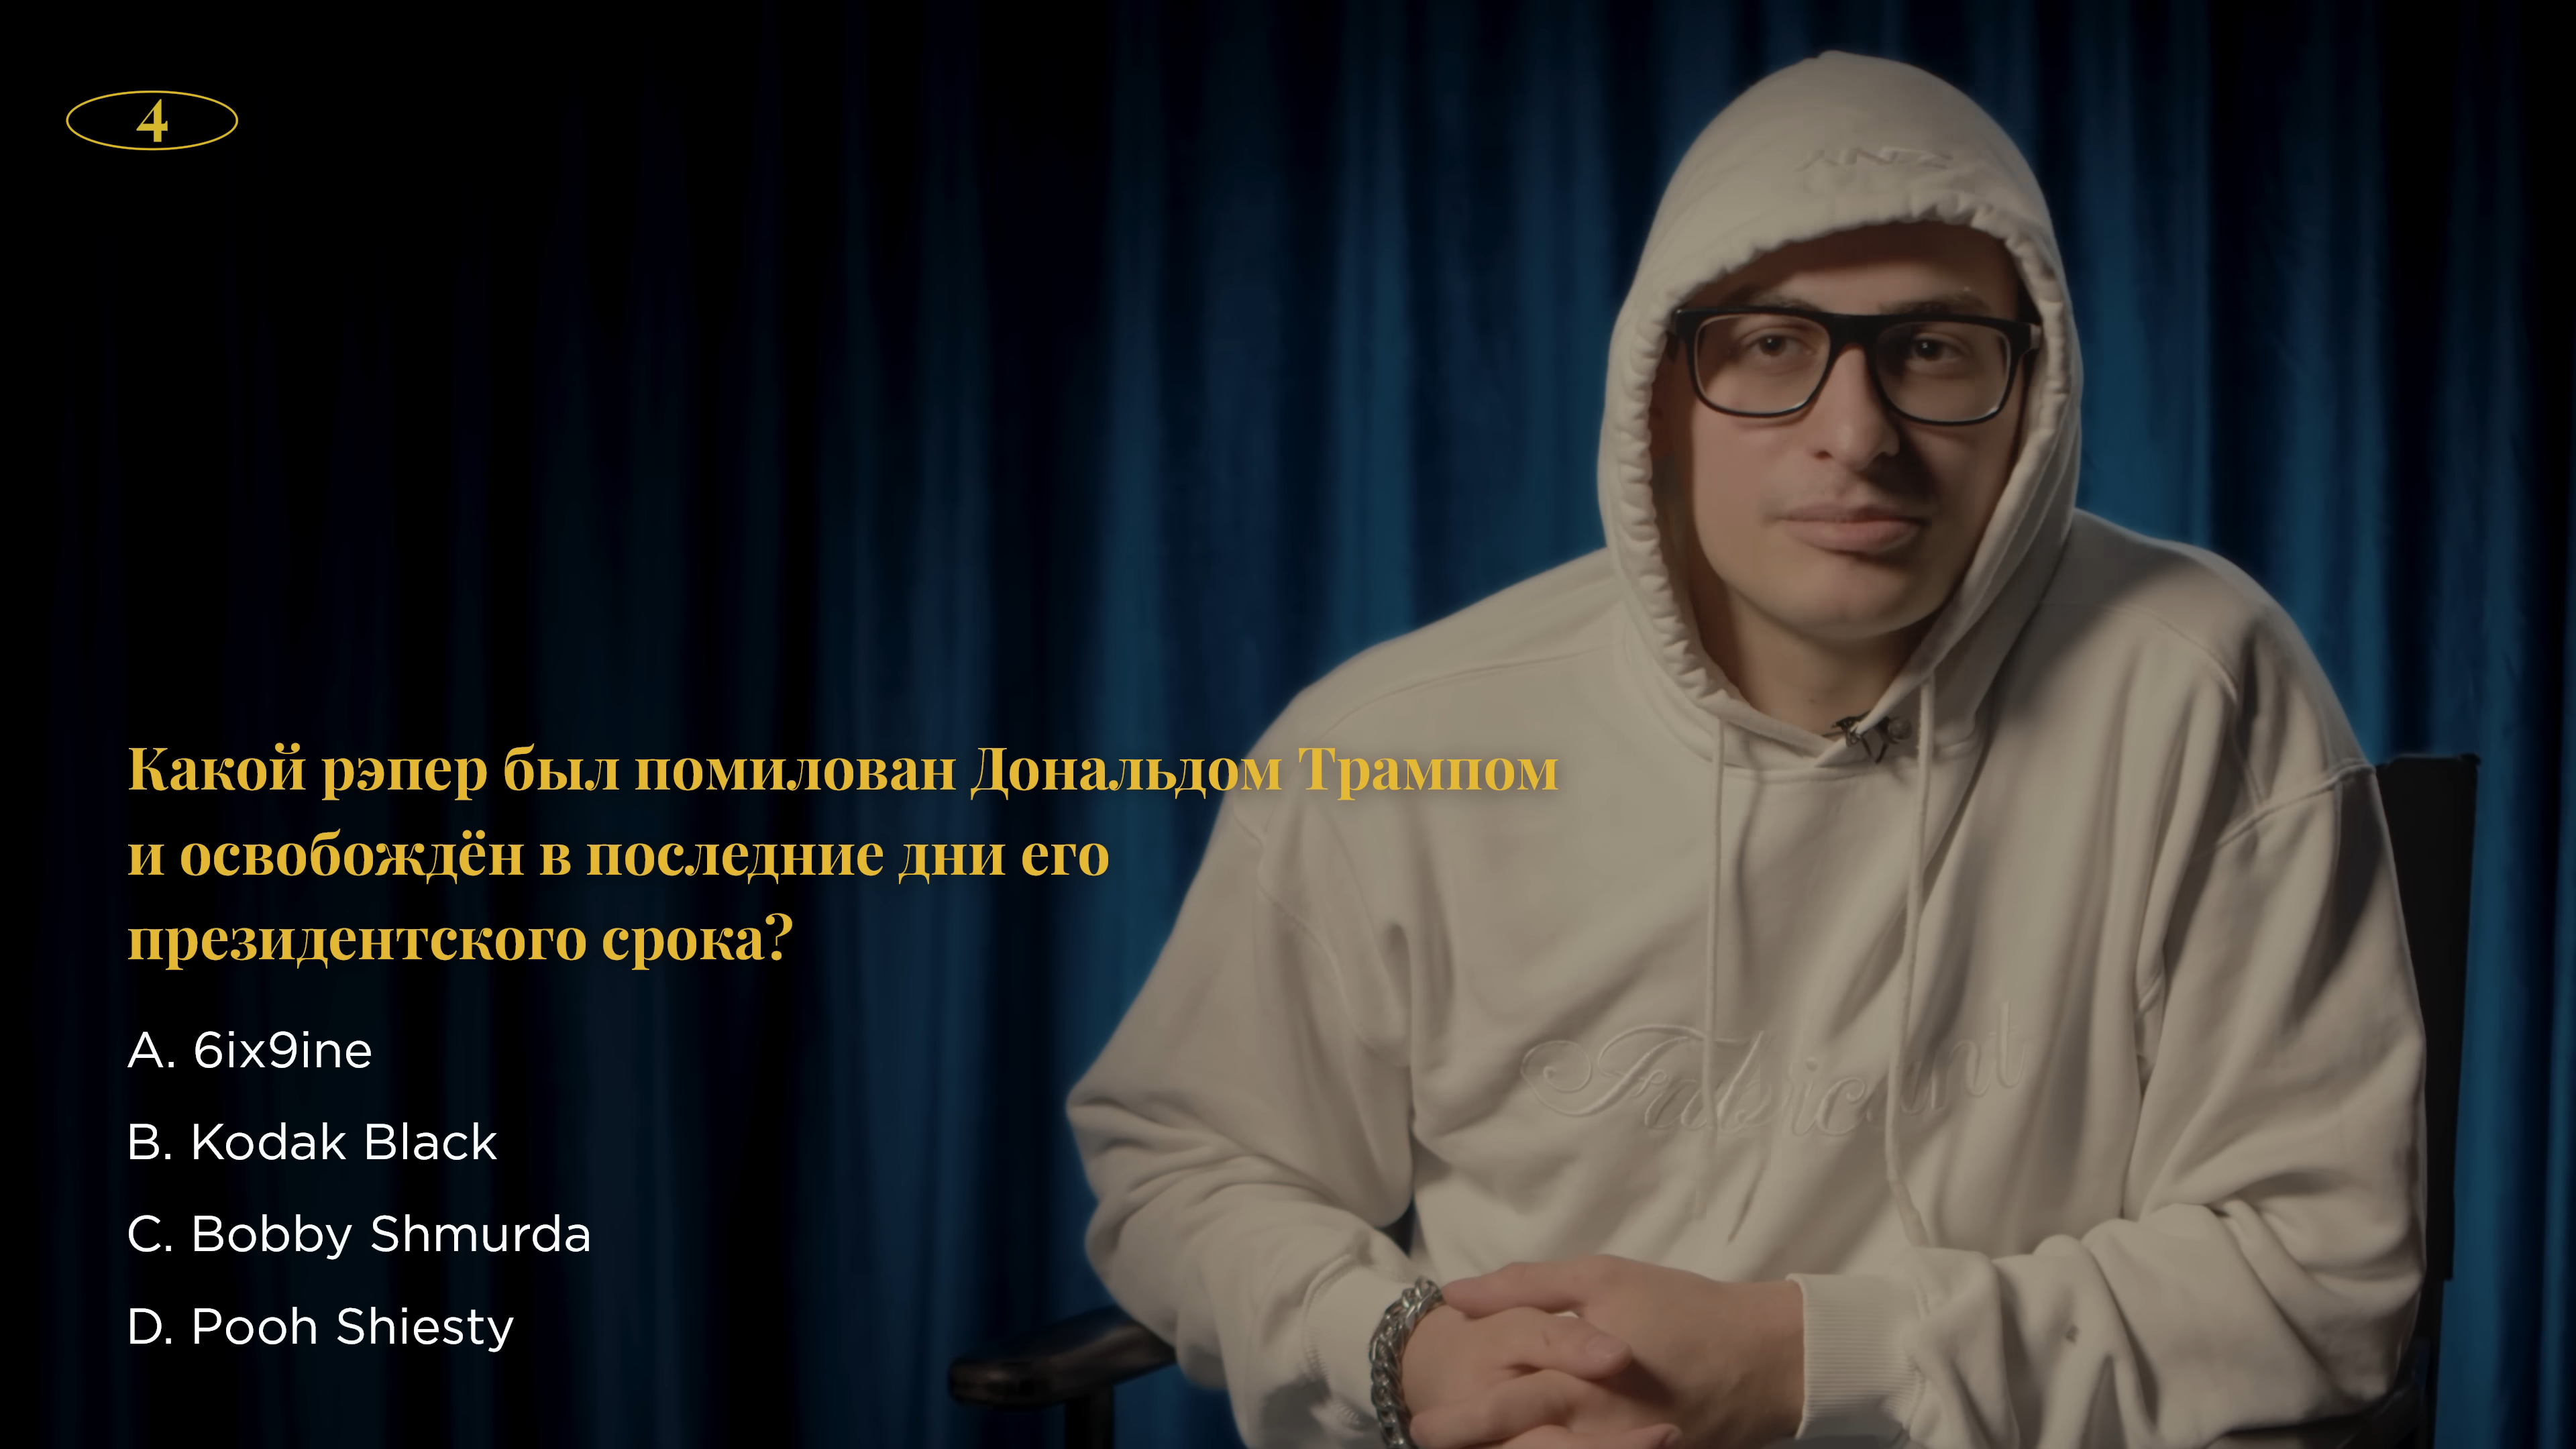 4
Какой рэпер был помилован Дональдом Трампом
и освобождён в последние дни его
президентского срока?
A. 6ix9ine
B. Kodak Black
C. Bobby Shmurda
D. Pooh Shiesty